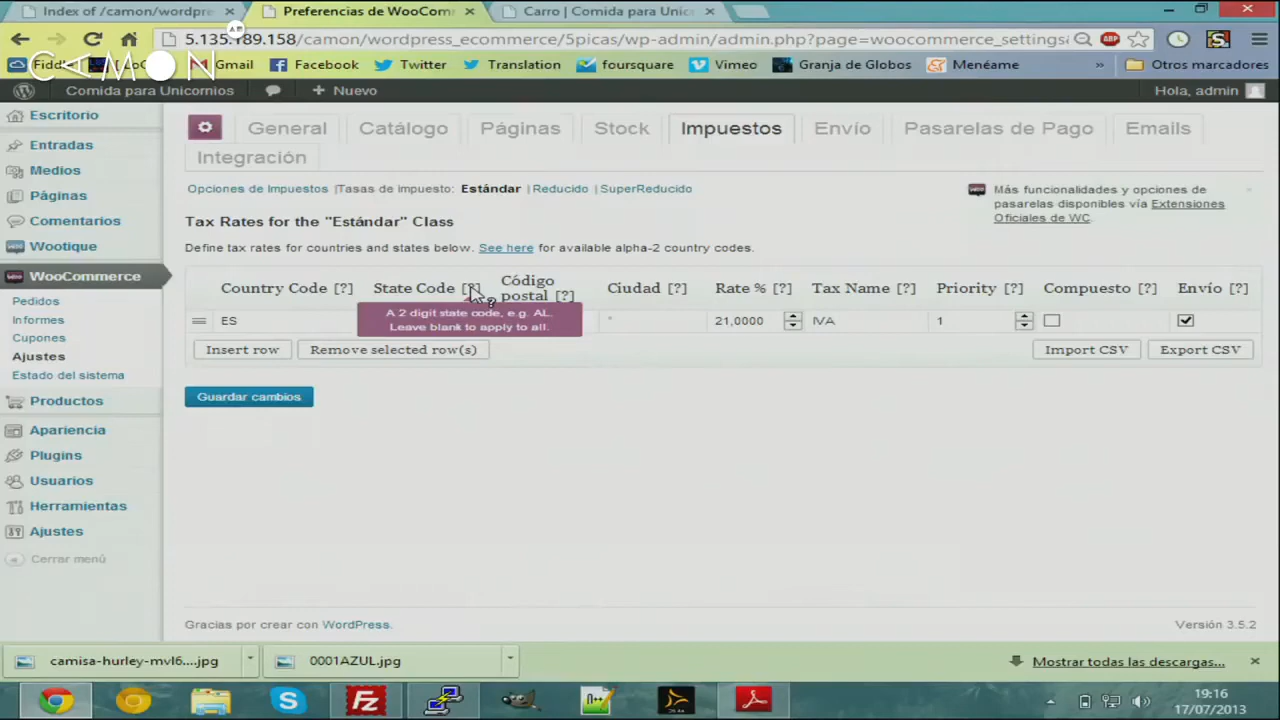 Index of /camon/wordpre
Preferencias de WooComm
Carro | Comida para Unicor
5.135.189.158/camon/wordpress_ecommerce/5picas/wp-admin/admin.php?page=woocommerce_settings&
CAMON
Gmail
Facebook
Twitter
Translation
foursquare
Vimeo
Granja de Globos
Menéame
»
Otros marcadores
Comida para Unicornios
+ Nuevo
Hola, admin
Escritorio
Entradas
Medios
Páginas
Comentarios
Wootique
WooCommerce
Pedidos
Informes
Cupones
Ajustes
Estado del sistema
Productos
Apariencia
Plugins
Usuarios
Herramientas
Ajustes
Cerrar menú
General
Catálogo
Páginas
Stock
Impuestos
Envío
Pasarelas de Pago
Emails
Integración
Opciones de Impuestos |Tasas de impuesto: Estándar |Reducido |SuperReducido
Más funcionalidades y opciones de
pasarelas disponibles vía Extensiones
Oficiales de WC.
Tax Rates for the "Estándar" Class
Define tax rates for countries and states below. See here for available alpha-2 country codes.
Country Code [?]
State Code [?]
Código
postal [?]
Ciudad [?]
Rate % [?]
Tax Name [?]
Priority [?]
Compuesto [?]
Envío [?]
ES
A 2 digit state code, e.g. AL.
Leave blank to apply to all.
*
21,0000
IVA
1
Insert row
Remove selected row(s)
Import CSV
Export CSV
Guardar cambios
Gracias por crear con WordPress.
Versión 3.5.2
camisa-hurley-mvl6....jpg
0001AZUL.jpg
Mostrar todas las descargas...
19:16
17/07/2013